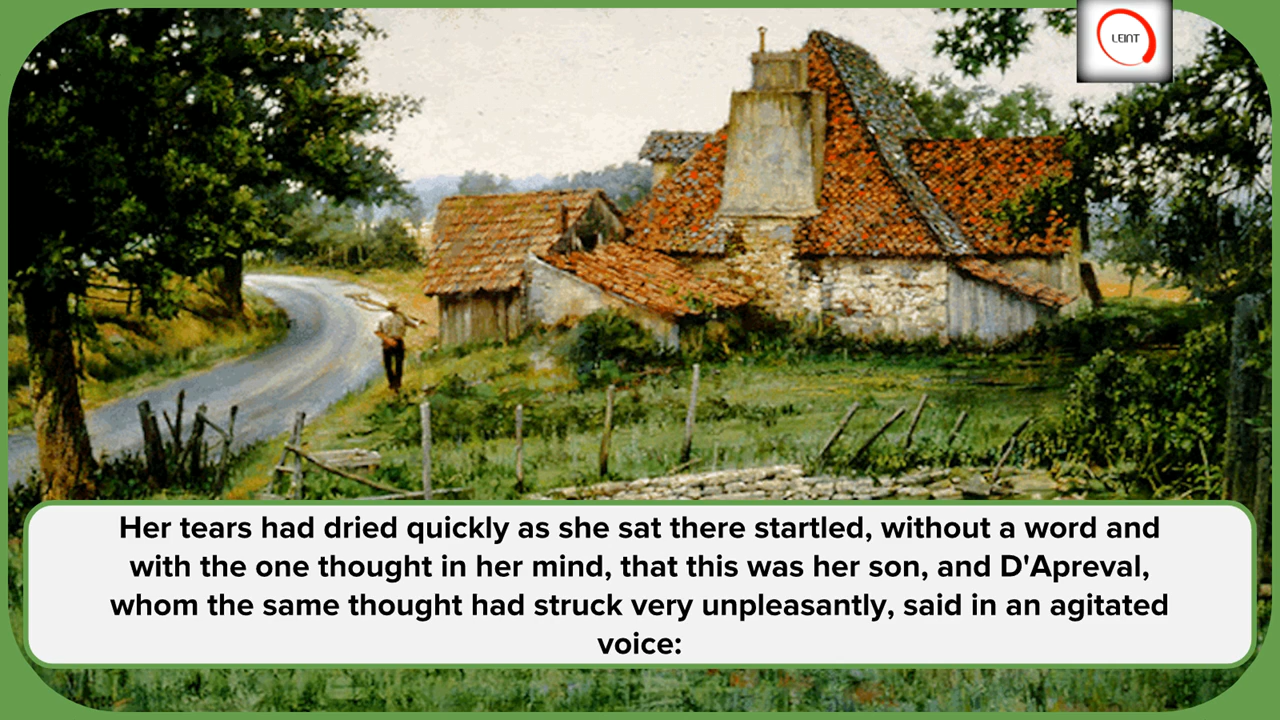 LEINT
Her tears had dried quickly as she sat there startled, without a word and
with the one thought in her mind, that this was her son, and D'Apreval,
whom the same thought had struck very unpleasantly, said in an agitated
voice: